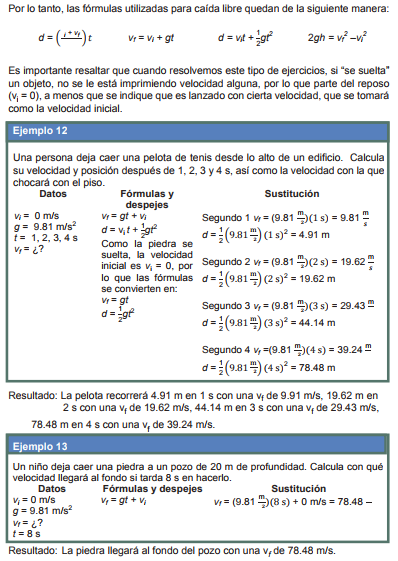 Por lo tanto, las fórmulas utilizadas para caída libre quedan de la siguiente manera:
d = (ᵢ + vf / ) t   vf = vi + gt   d = vit + 1/2 gt²   2gh = vf² – vi²
Es importante resaltar que cuando resolvemos este tipo de ejercicios, si “se suelta”
un objeto, no se le está imprimiendo velocidad alguna, por lo que parte del reposo
(vi = 0), a menos que se indique que es lanzado con cierta velocidad, que se tomará
como la velocidad inicial.
Ejemplo 12
Una persona deja caer una pelota de tenis desde lo alto de un edificio. Calcula
su velocidad y posición después de 1, 2, 3 y 4 s, así como la velocidad con la que
chocará con el piso.
Datos
vi = 0 m/s
g = 9.81 m/s²
t = 1, 2, 3, 4 s
vf = ¿?
Fórmulas y
despejes
vf = gt + vi
d = vi t + 1/2 gt²
Como la piedra se
suelta, la velocidad
inicial es vi = 0, por
lo que las fórmulas
se convierten en:
vf = gt
d = 1/2 gt²
Sustitución
Segundo 1 vf = (9.81 m/s)(1 s) = 9.81 m/s
d = 1/2 (9.81 m/s) (1 s)² = 4.91 m
Segundo 2 vf = (9.81 m/s)(2 s) = 19.62 m/s
d = 1/2 (9.81 m/s) (2 s)² = 19.62 m
Segundo 3 vf = (9.81 m/s)(3 s) = 29.43 m
d = 1/2 (9.81 m/s) (3 s)² = 44.14 m
Segundo 4 vf =(9.81 m/s)(4 s) = 39.24 m
d = 1/2 (9.81 m/s) (4 s)² = 78.48 m
Resultado: La pelota recorrerá 4.91 m en 1 s con una vf de 9.91 m/s, 19.62 m en
2 s con una vf de 19.62 m/s, 44.14 m en 3 s con una vf de 29.43 m/s,
78.48 m en 4 s con una vf de 39.24 m/s.
Ejemplo 13
Un niño deja caer una piedra a un pozo de 20 m de profundidad. Calcula con qué
velocidad llegará al fondo si tarda 8 s en hacerlo.
Datos
vi = 0 m/s
g = 9.81 m/s²
vf = ¿?
t = 8 s
Fórmulas y despejes
vf = gt + vi
Sustitución
vf = (9.81 m/s)(8 s) + 0 m/s = 78.48 –
Resultado: La piedra llegará al fondo del pozo con una vf de 78.48 m/s.